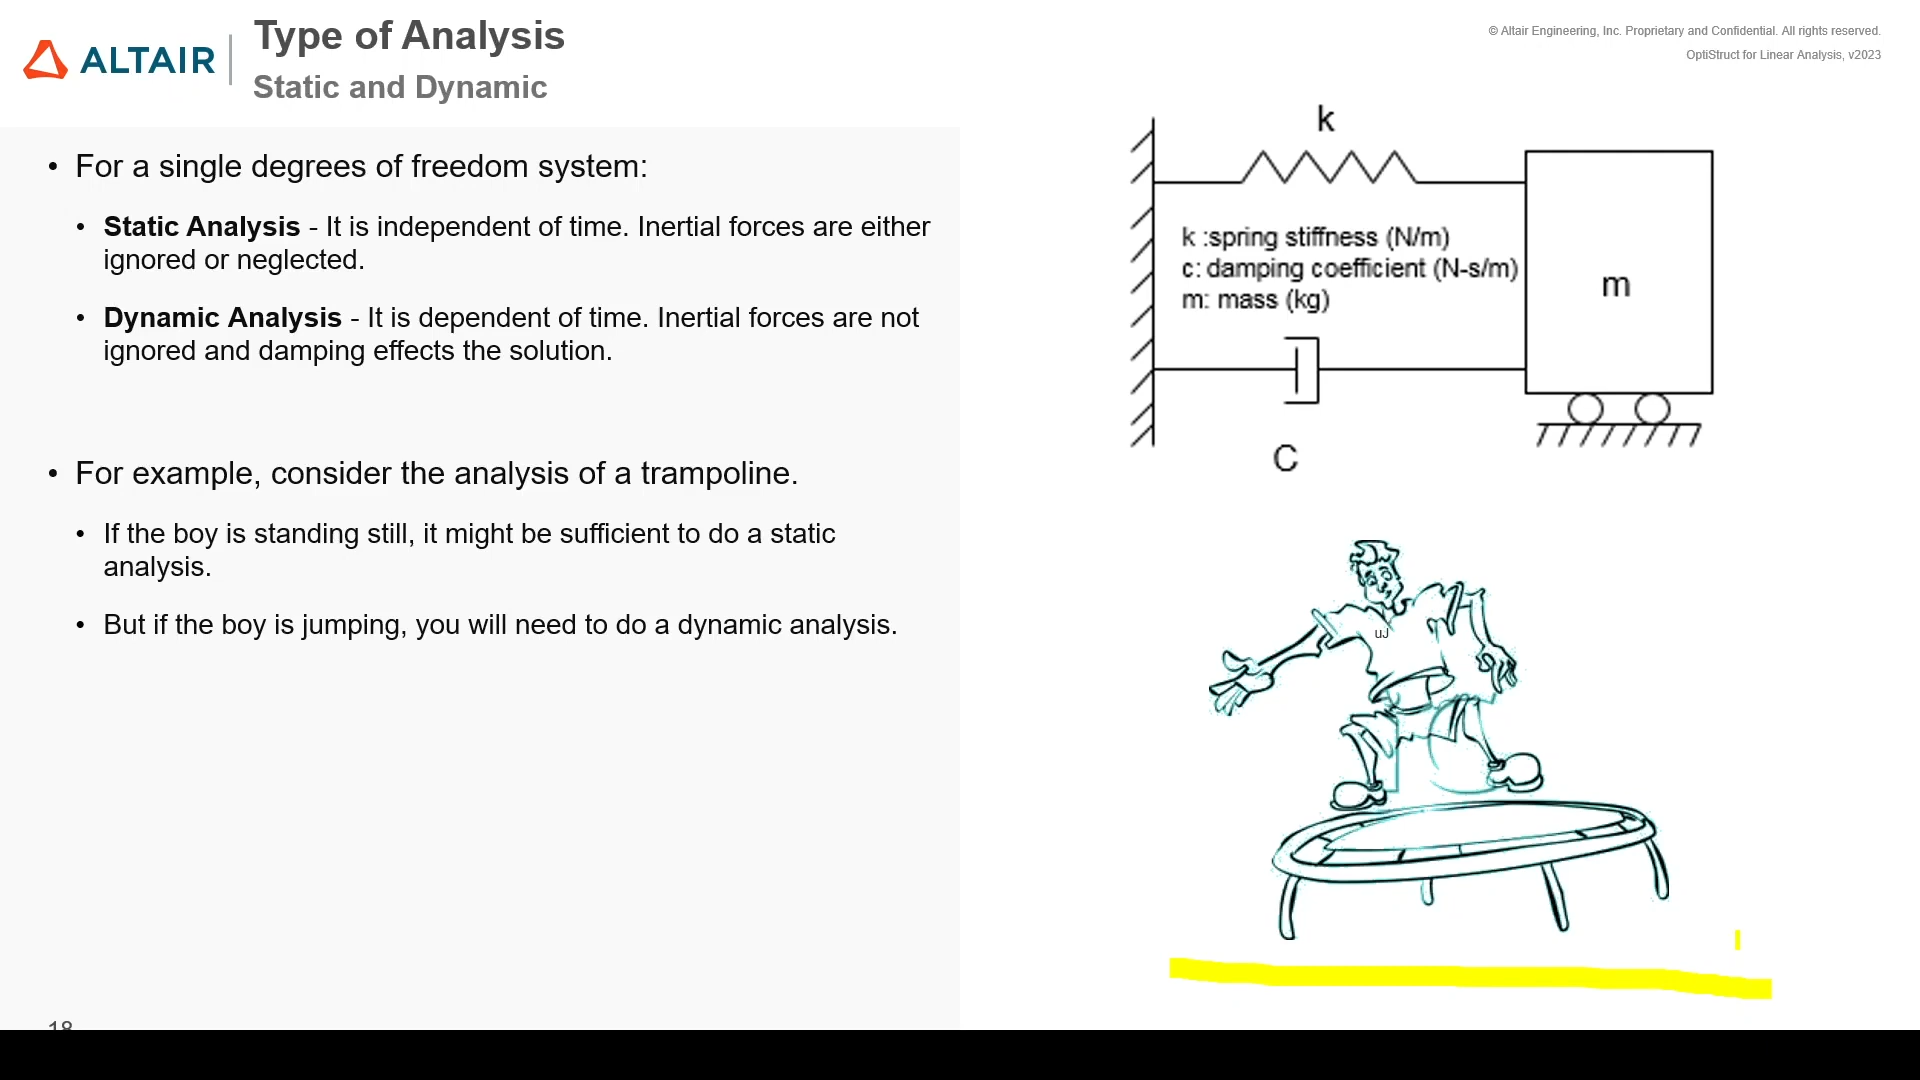 ALTAIR
Type of Analysis
Static and Dynamic
© Altair Engineering, Inc. Proprietary and Confidential. All rights reserved.
OptiStruct for Linear Analysis, v2023
• For a single degrees of freedom system:
• Static Analysis - It is independent of time. Inertial forces are either
ignored or neglected.
• Dynamic Analysis - It is dependent of time. Inertial forces are not
ignored and damping effects the solution.
• For example, consider the analysis of a trampoline.
• If the boy is standing still, it might be sufficient to do a static
analysis.
• But if the boy is jumping, you will need to do a dynamic analysis.
k
k :spring stiffness (N/m)
c: damping coefficient (N-s/m)
m: mass (kg)
m
C
uJ
18